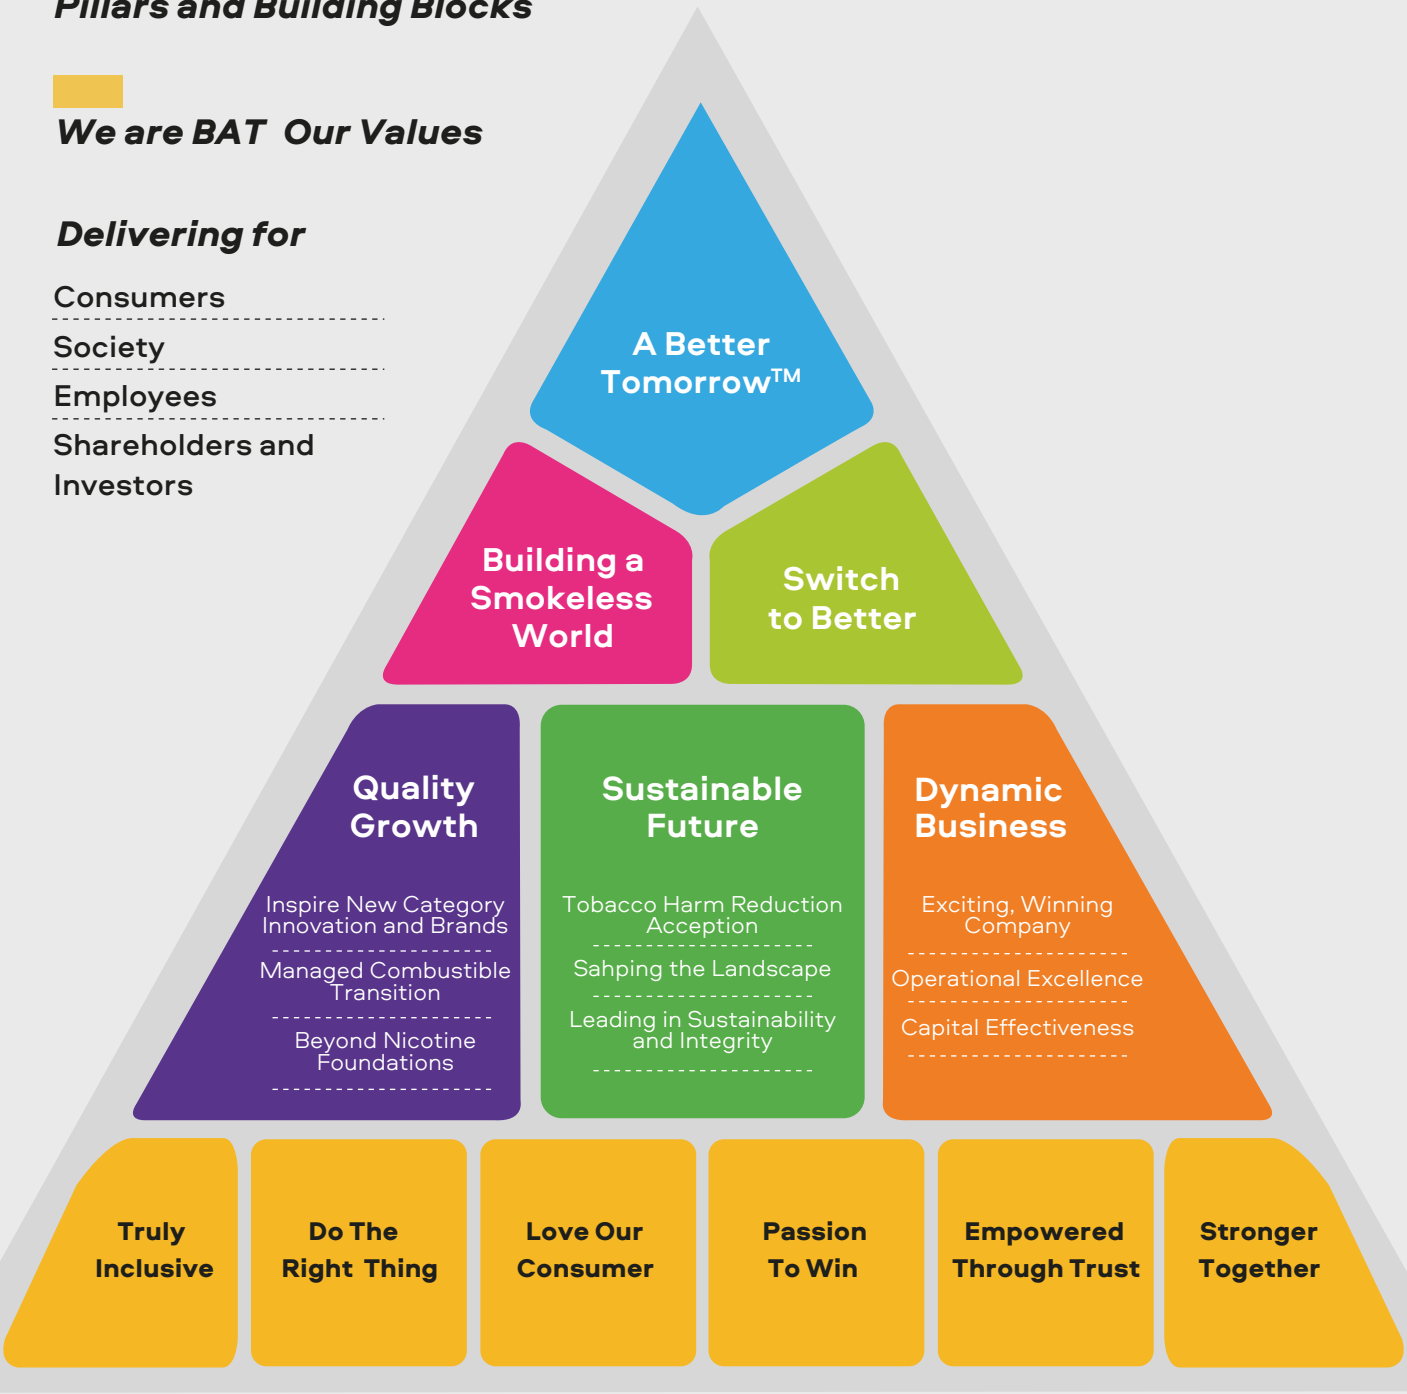 Pillars and Building Blocks
We are BAT Our Values
Delivering for
Consumers
Society
Employees
Shareholders and
Investors
A Better
Tomorrow™
Building a
Smokeless
World
Switch
to Better
Quality
Growth
Inspire New Category
Innovation and Brands
Managed Combustible
Transition
Beyond Nicotine
Foundations
Sustainable
Future
Tobacco Harm Reduction
Acception
Sahping the Landscape
Leading in Sustainability
and Integrity
Dynamic
Business
Exciting, Winning
Company
Operational Excellence
Capital Effectiveness
Truly
Inclusive
Do The
Right Thing
Love Our
Consumer
Passion
To Win
Empowered
Through Trust
Stronger
Together